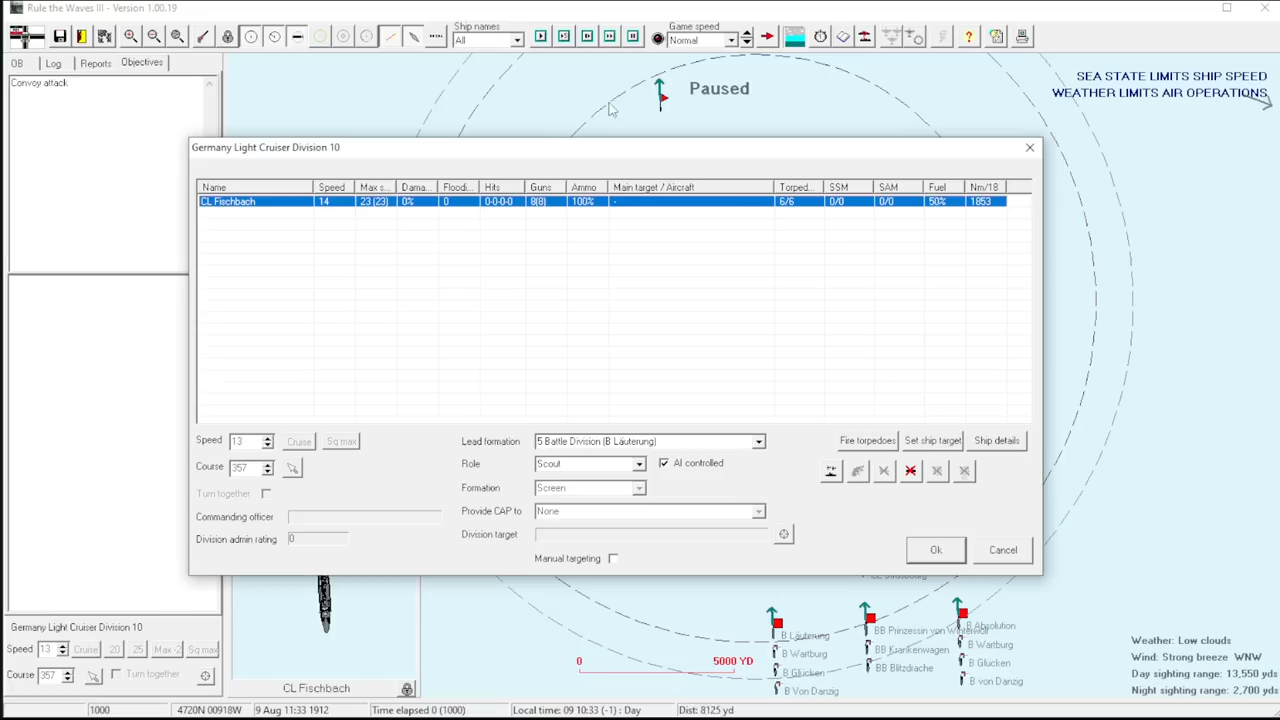 Rule the Waves III - Version 1.00.19
Ship names
All
Game speed
Normal
OB Log Reports Objectives
Convoy attack
Paused
SEA STATE LIMITS SHIP SPEED
WEATHER LIMITS AIR OPERATIONS
Germany Light Cruiser Division 10
Name Speed Max s... Dama... Floodi... Hits Guns Ammo Main target / Aircraft Torped... SSM SAM Fuel Nm/18
CL Fischbach 14 23 (23) 0% 0 0-0-0-0 8(8) 100% - 6/6 0/0 0/0 50% 1853
Speed 13 Cruise Sq max
Course 357
Turn together
Commanding officer
Division admin rating 0
Lead formation 5 Battle Division (B Läuterung)
Role Scout AI controlled
Formation Screen
Provide CAP to None
Division target
Manual targeting
Fire torpedoes Set ship target Ship details
Ok Cancel
B Läuterung
B Wartburg
B Glucken
B Von Danzig
BB Prinzessin von Winterwolf
BB Krankenwagen
BB Blitzdrache
B Absolution
B Wartburg
B Glucken
B von Danzig
0 5000 YD
Weather: Low clouds
Wind: Strong breeze WNW
Day sighting range: 13,550 yds
Night sighting range: 2,700 yds
Germany Light Cruiser Division 10
Speed 13 Cruise 20 25 Max -2 Sq max
Course 357 Turn together
CL Fischbach
1000 4720N 00918W 9 Aug 11:33 1912 Time elapsed 0 (1000) Local time: 09 10:33 (-1) : Day Dist: 8125 yd